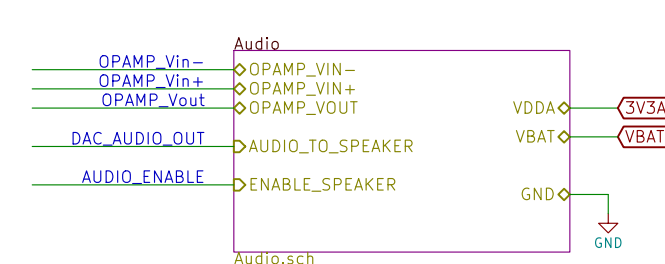 Audio
OPAMP_Vin-
OPAMP_VIN-
OPAMP_Vin+
OPAMP_VIN+
OPAMP_Vout
OPAMP_VOUT
VDDA
3V3A
DAC_AUDIO_OUT
AUDIO_TO_SPEAKER
VBAT
VBAT
AUDIO_ENABLE
ENABLE_SPEAKER
GND
GND
Audio.sch